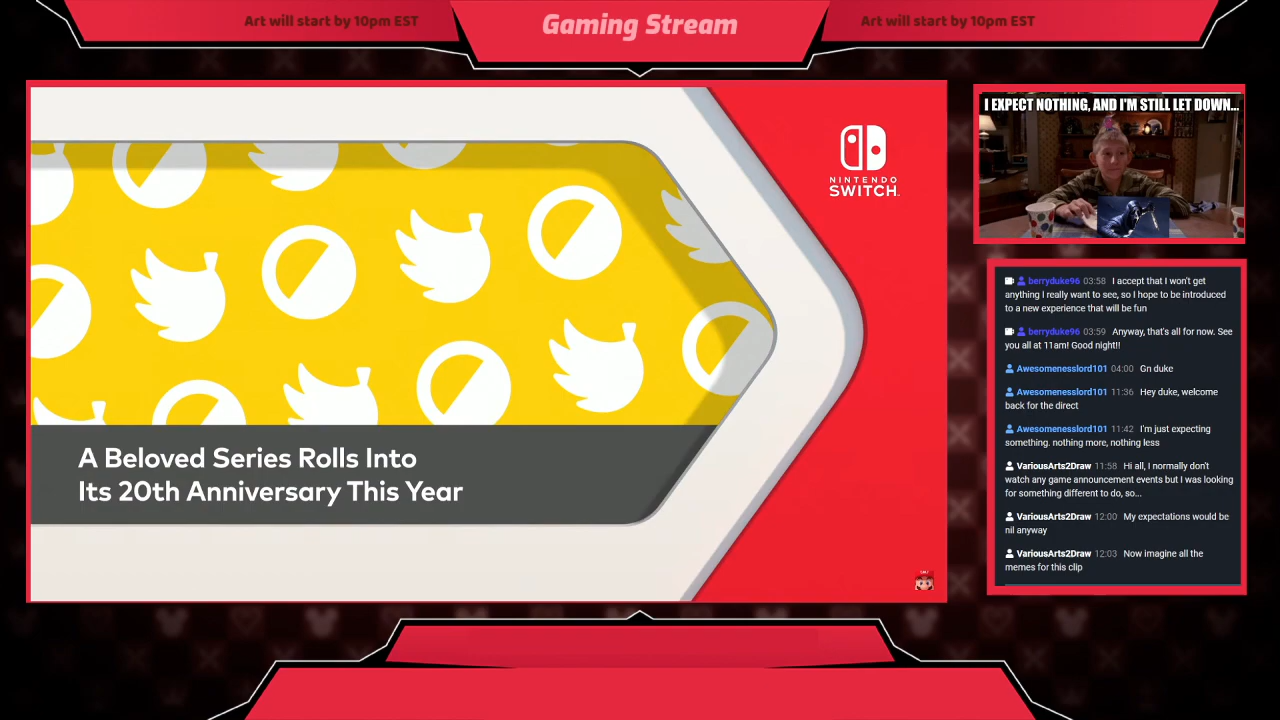 Art will start by 10pm EST
Gaming Stream
Art will start by 10pm EST
NINTENDO
SWITCH
A Beloved Series Rolls Into
Its 20th Anniversary This Year
I EXPECT NOTHING, AND I'M STILL LET DOWN...
berryduke96 03:58 I accept that I won't get
anything I really want to see, so I hope to be introduced
to a new experience that will be fun
berryduke96 03:59 Anyway, that's all for now. See
you all at 11am! Good night!!
Awesomenesslord101 04:00 Gn duke
Awesomenesslord101 11:36 Hey duke, welcome
back for the direct
Awesomenesslord101 11:42 I'm just expecting
something. nothing more, nothing less
VariousArts2Draw 11:58 Hi all, I normally don't
watch any game announcement events but I was looking
for something different to do, so...
VariousArts2Draw 12:00 My expectations would be
nil anyway
VariousArts2Draw 12:03 Now imagine all the
memes for this clip